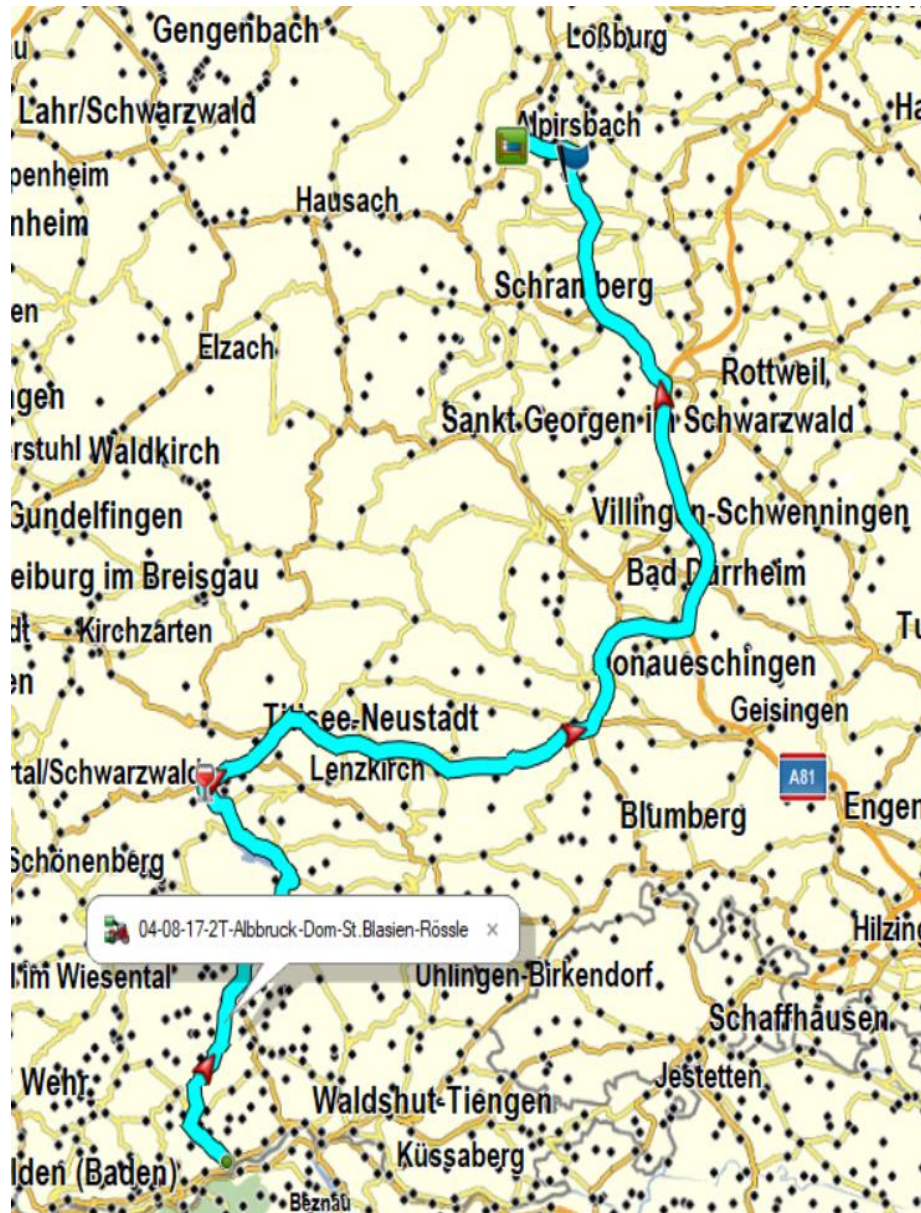 Gengenbach
Loßburg
Lahr/Schwarzwald
Alpirsbach
Ha
penheim
Hausach
nheim
Schramberg
en
Elzach
Rottweil
gen
Sankt Georgen im Schwarzwald
rstuhl Waldkirch
Villingen-Schwenningen
Gundelfingen
Bad Dürrheim
eiburg im Breisgau
dt Kirchzarten
Tu
onaueschingen
en
Titisee-Neustadt
Geisingen
rtal/Schwarzwald
Lenzkirch
A81
Blumberg
Engen
Schönenberg
04-08-17-2T-Albbruck-Dom-St.Blasien-Rössle ×
Hilzing
l im Wiesental
Ühlingen-Birkendorf
Schaffhausen
Wehr
Jestetten
Waldshut-Tiengen
Küssaberg
lden (Baden)
Beznau